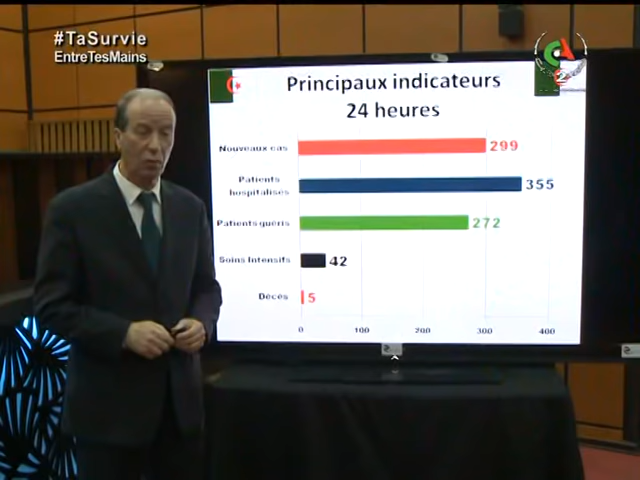 #TaSurvie
EntreTesMains
Principaux indicateurs
24 heures
Nouveaux cas 299
Patients
hospitalisés 355
Patients guéris 272
Soins Intensifs 42
Décès 5
0 100 200 300 400